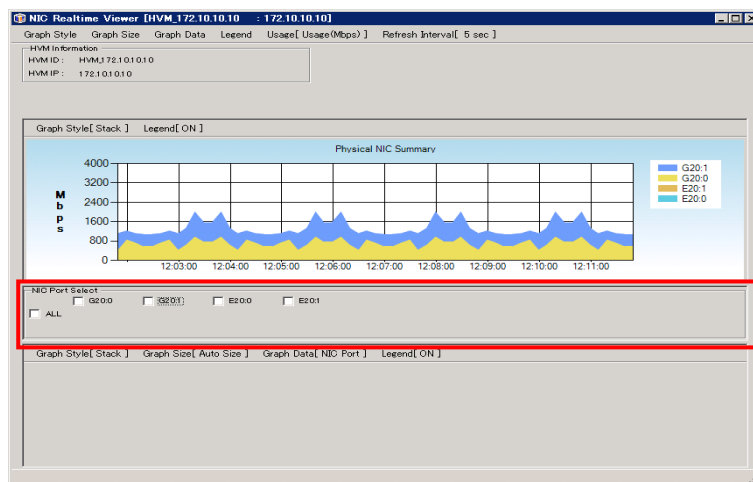 NIC Realtime Viewer [HVM_172.10.10.10 : 172.10.10.10]
Graph Style Graph Size Graph Data Legend Usage[ Usage(Mbps) ] Refresh Interval[ 5 sec ]
HVM Information
HVM ID : HVM_172.10.10.10
HVM IP : 172.10.10.10
Graph Style[ Stack ] Legend[ ON ]
Physical NIC Summary
Mbps
4000
3200
2400
1600
800
0
12:03:00 12:04:00 12:05:00 12:06:00 12:07:00 12:08:00 12:09:00 12:10:00 12:11:00
G20:1
G20:0
E20:1
E20:0
NIC Port Select
G20:0 G20:1 E20:0 E20:1
ALL
Graph Style[ Stack ] Graph Size[ Auto Size ] Graph Data[ NIC Port ] Legend[ ON ]